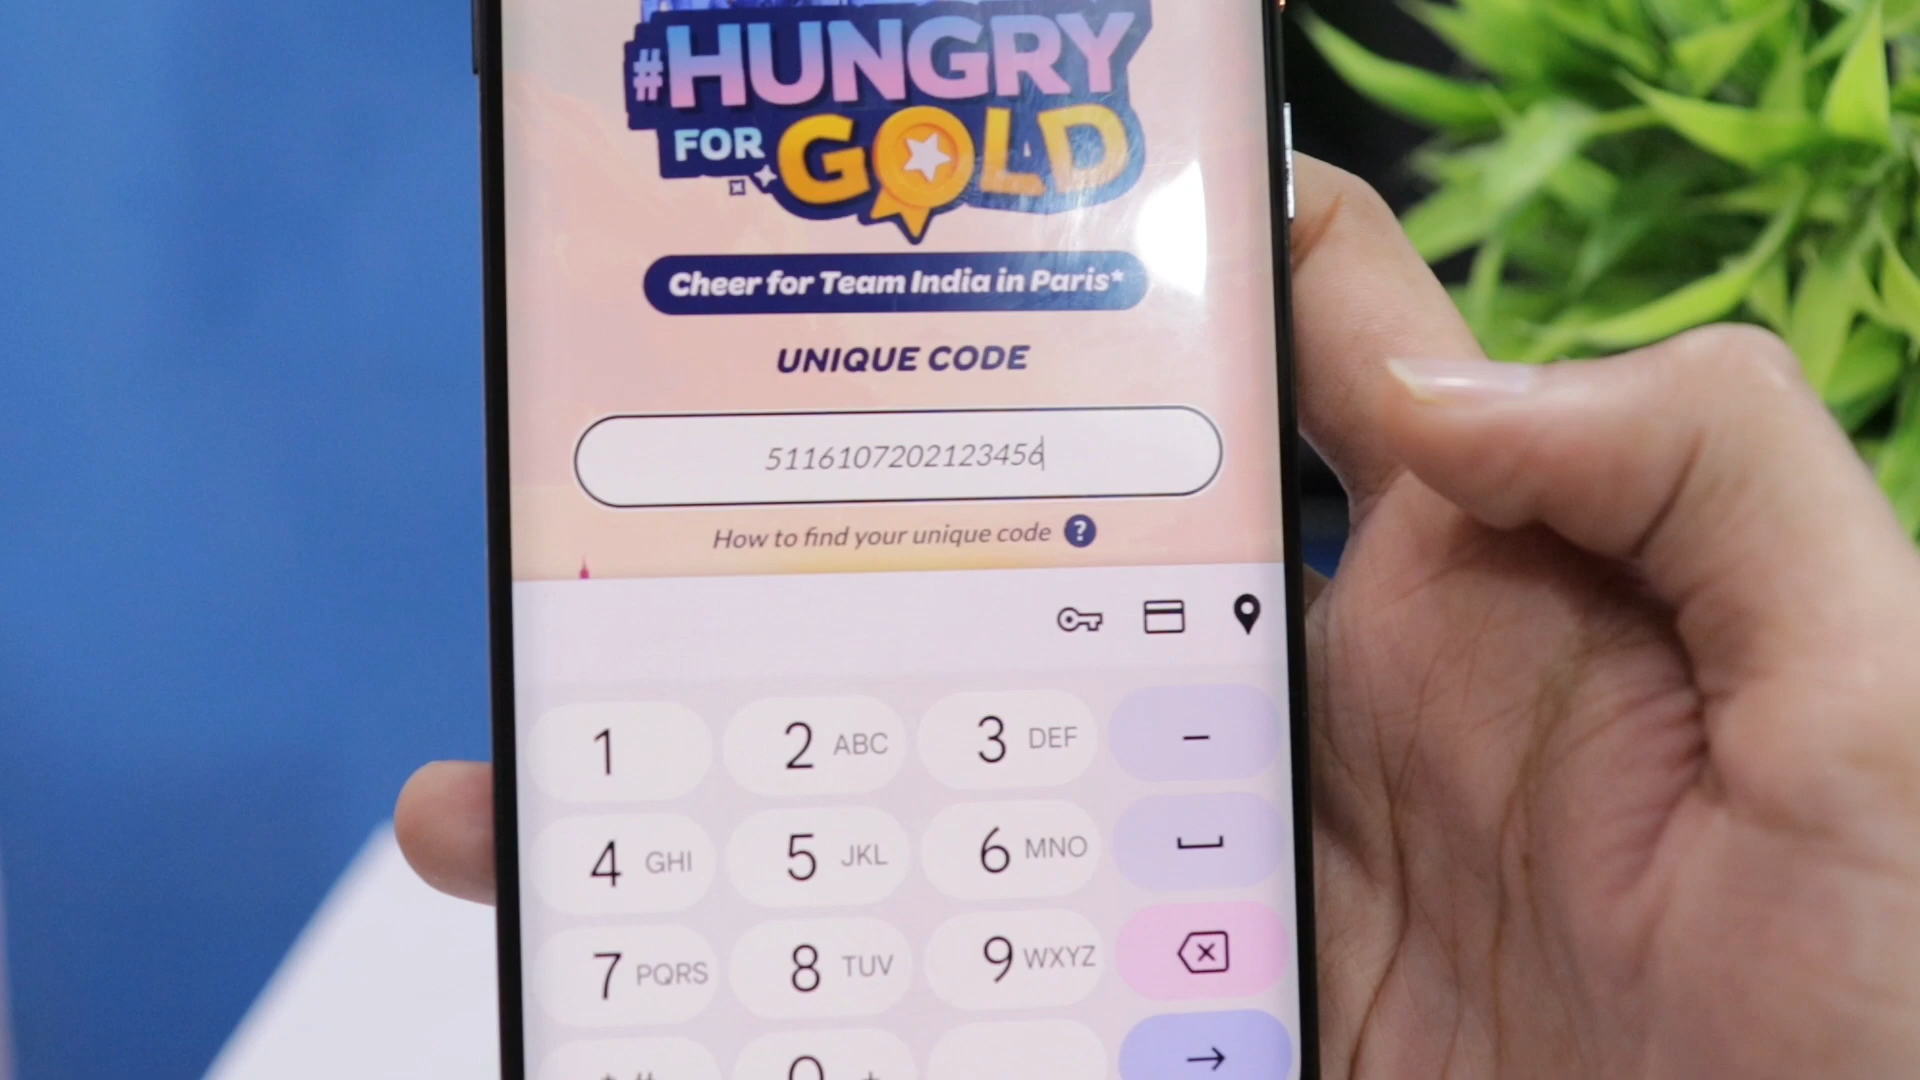 #HUNGRY
FOR GOLD
Cheer for Team India in Paris*
UNIQUE CODE
5116107202123456
How to find your unique code ?
1 2 ABC 3 DEF –
4 GHI 5 JKL 6 MNO
7 PQRS 8 TUV 9 WXYZ
* # 0 +